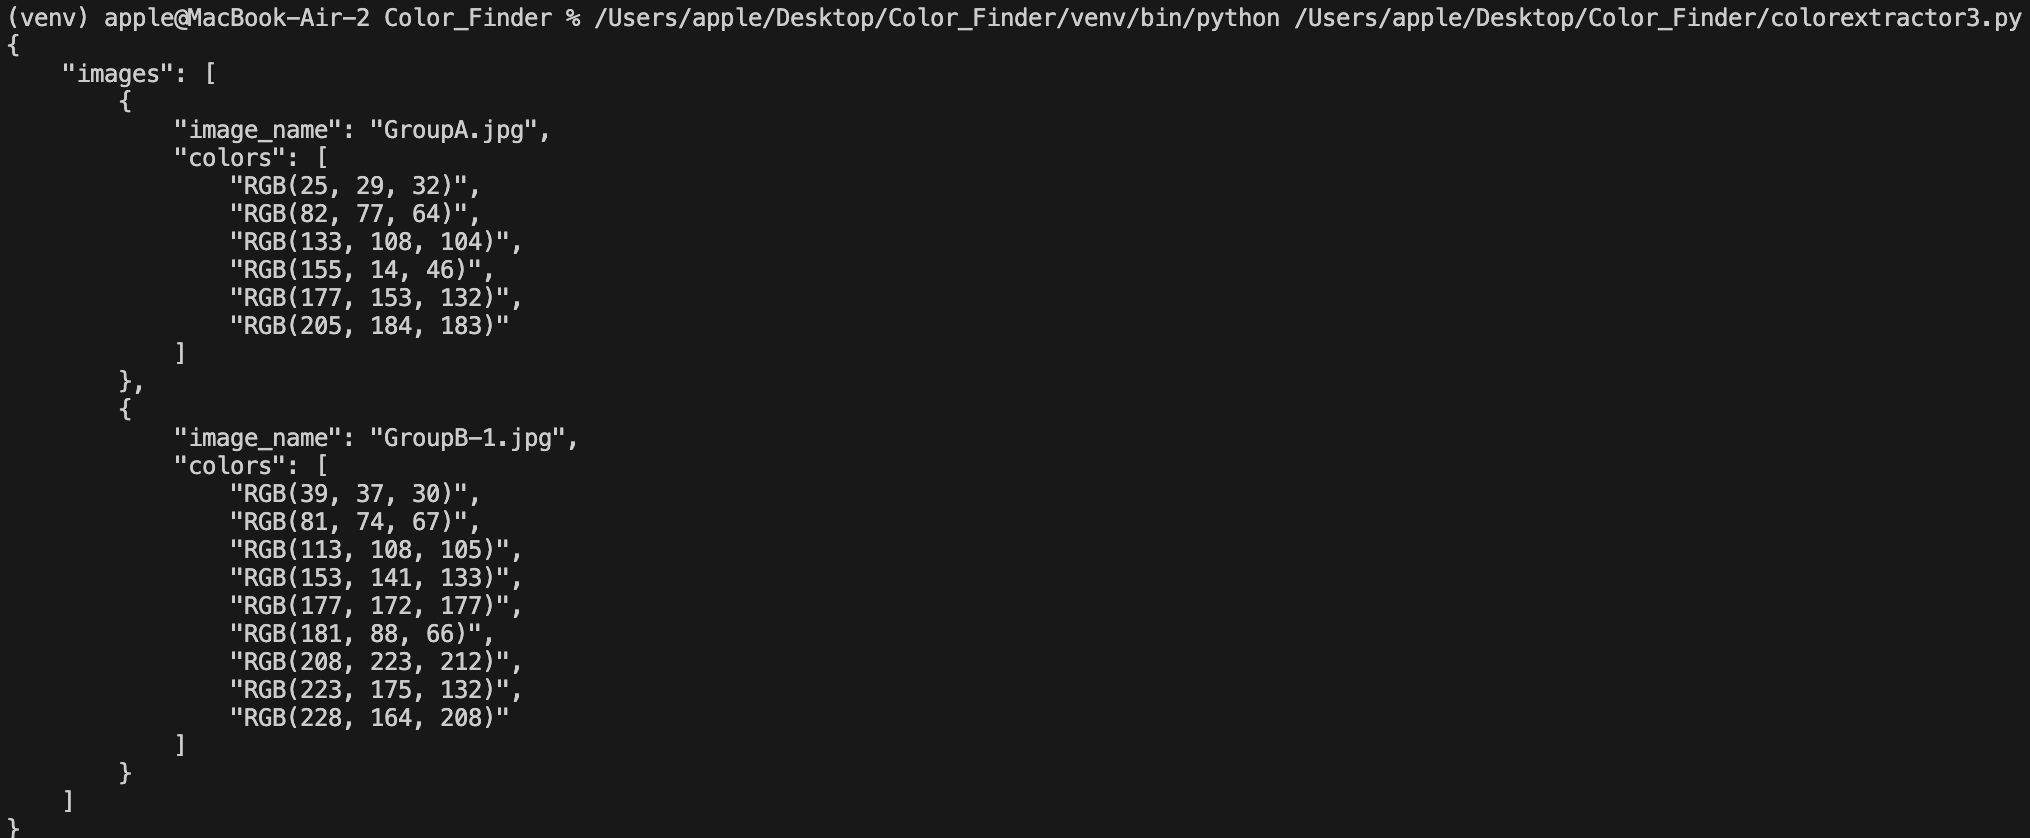 (venv) apple@MacBook-Air-2 Color_Finder % /Users/apple/Desktop/Color_Finder/venv/bin/python /Users/apple/Desktop/Color_Finder/colorextractor3.py
{
    "images": [
        {
            "image_name": "GroupA.jpg",
            "colors": [
                "RGB(25, 29, 32)",
                "RGB(82, 77, 64)",
                "RGB(133, 108, 104)",
                "RGB(155, 14, 46)",
                "RGB(177, 153, 132)",
                "RGB(205, 184, 183)"
            ]
        },
        {
            "image_name": "GroupB-1.jpg",
            "colors": [
                "RGB(39, 37, 30)",
                "RGB(81, 74, 67)",
                "RGB(113, 108, 105)",
                "RGB(153, 141, 133)",
                "RGB(177, 172, 177)",
                "RGB(181, 88, 66)",
                "RGB(208, 223, 212)",
                "RGB(223, 175, 132)",
                "RGB(228, 164, 208)"
            ]
        }
    ]
}